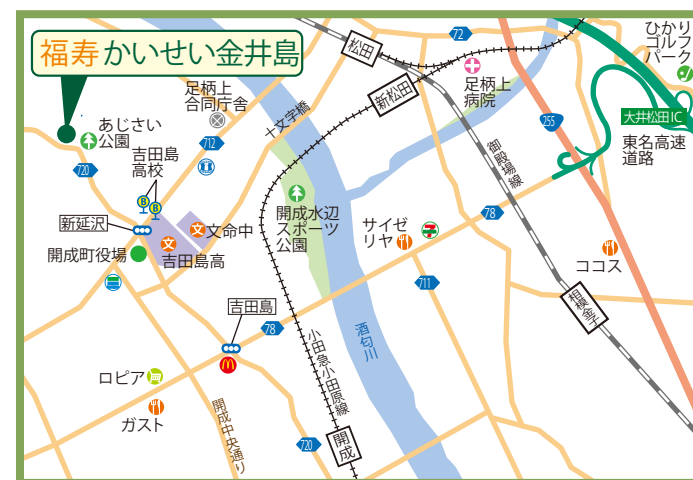 福寿かいせい金井島
松田
72
ひかり
ゴルフ
パーク
足柄上
合同庁舎
新松田
足柄上
病院
十文字橋
あじさい
公園
712
255
大井松田IC
東名高速
道路
吉田島
高校
720
御殿場線
B
B
新延沢
文
文命中
開成水辺
スポーツ
公園
サイゼ
リヤ
7
78
開成町役場
文
吉田島高
ココス
711
相模金子
吉田島
78
酒匂川
小田急小田原線
M
ロピア
ガスト
開成中央通り
720
開成